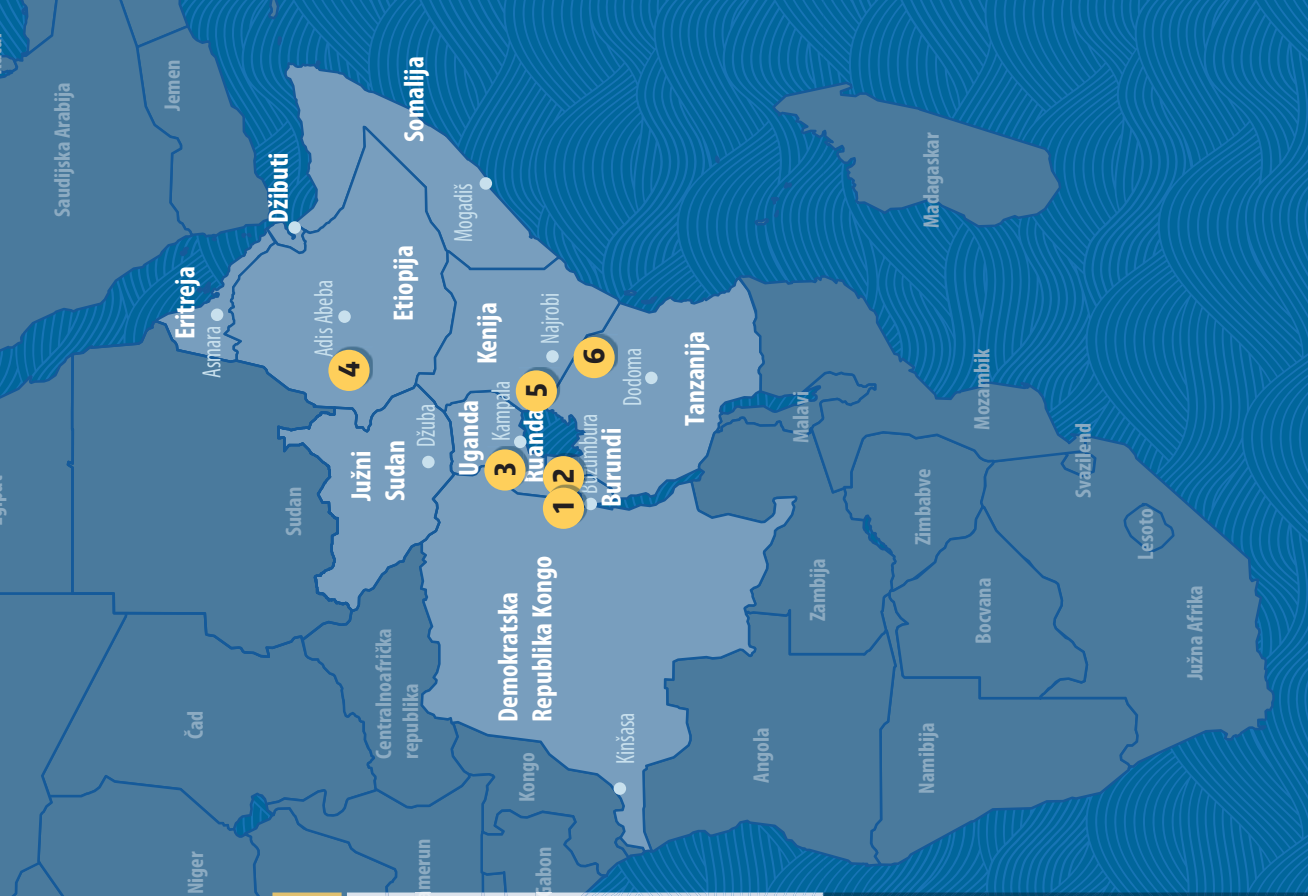 Saudijska Arabija
Jemen
Džibuti
Somalija
Mogadiš
Eritreja
Asmara
Adis Abeba
Etiopija
4
Kenija
Najrobi
6
5
Kampala
Uganda
Ruanda
3
2
1
Buzumbura
Burundi
Dodoma
Tanzanija
Južni
Sudan
Džuba
Sudan
Demokratska
Republika Kongo
Kinšasa
Centralnoafrička
republika
Čad
Niger
Kongo
Angola
Zambija
Malavi
Mozambik
Madagaskar
Zimbabve
Bocvana
Namibija
Svazilend
Lesoto
Južna Afrika